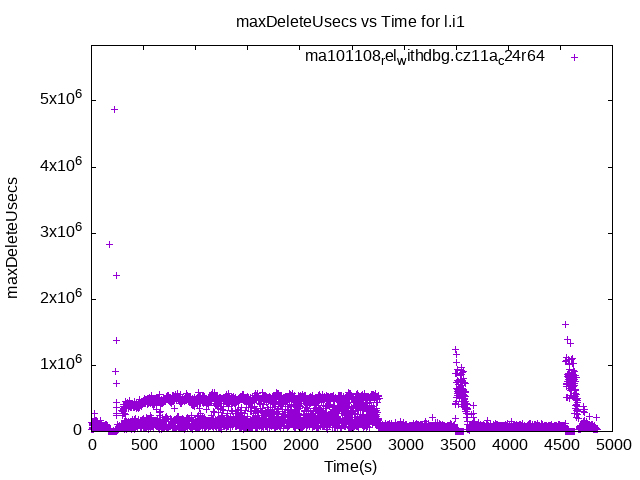 maxDeleteUsecs vs Time for l.i1
ma101108_rel_withdbg.cz11a_c24r64
5x10^6
4x10^6
3x10^6
2x10^6
1x10^6
0
maxDeleteUsecs
0 500 1000 1500 2000 2500 3000 3500 4000 4500 5000
Time(s)